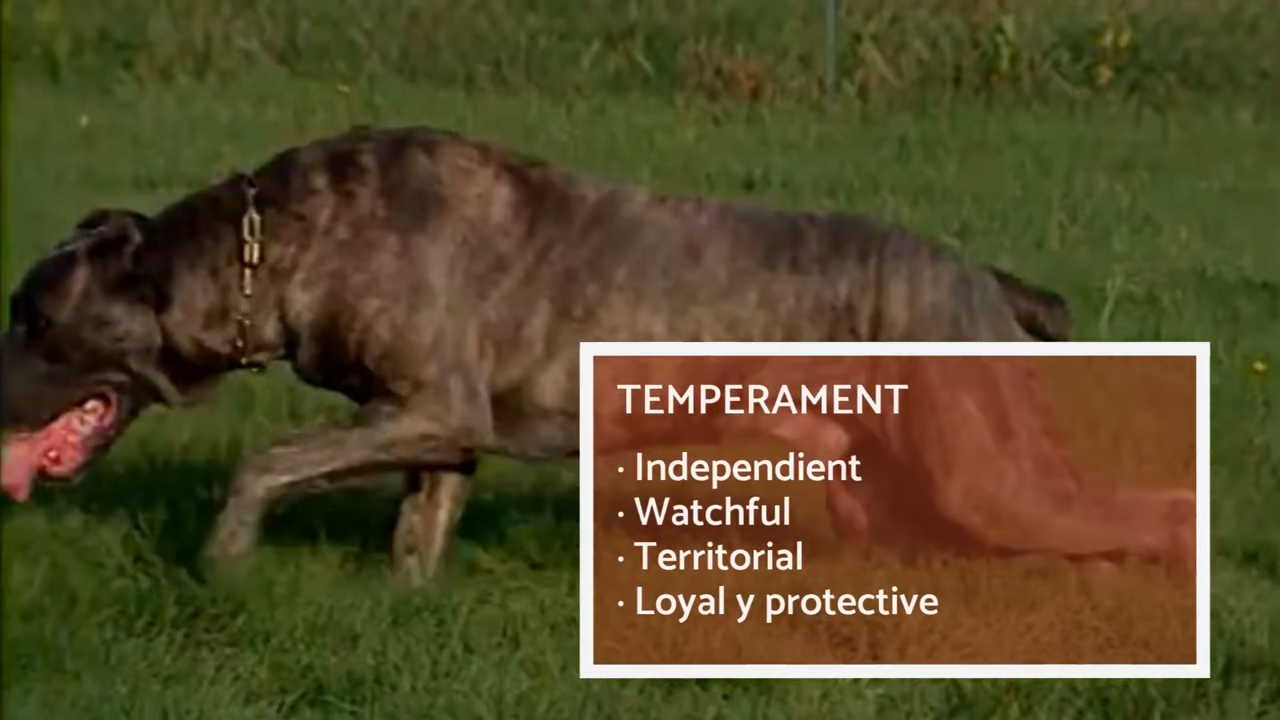 TEMPERAMENT
· Independient
· Watchful
· Territorial
· Loyal y protective